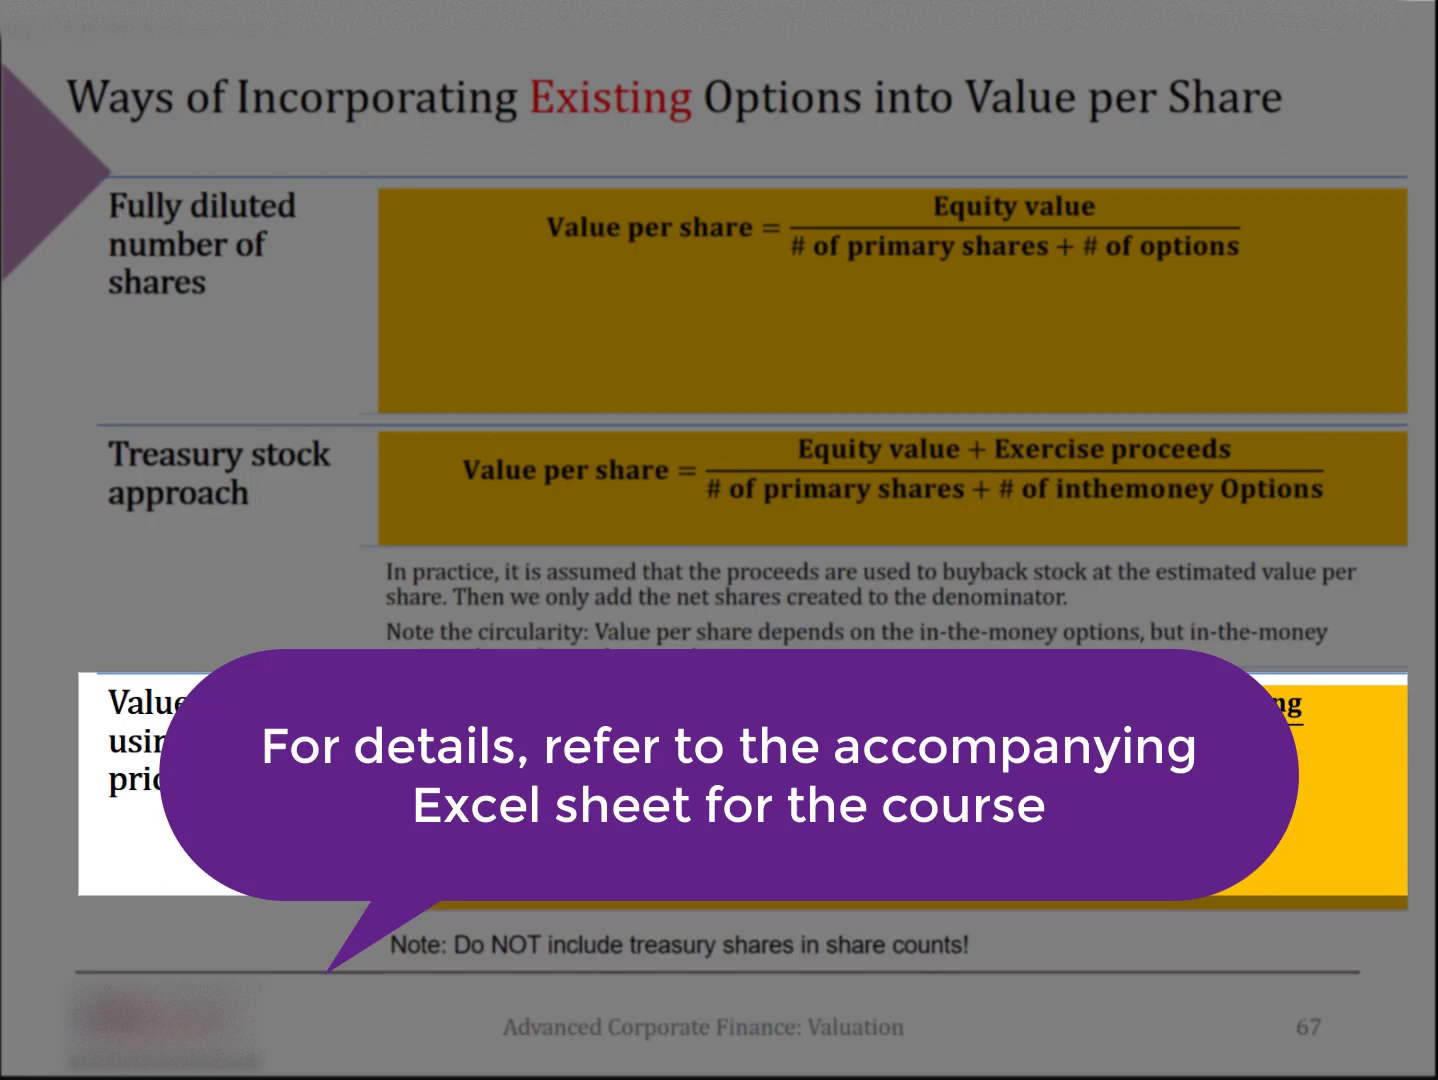 Ways of Incorporating Existing Options into Value per Share
Fully diluted
number of
shares
Value per share = Equity value
# of primary shares + # of options
Treasury stock
approach
Value per share = Equity value + Exercise proceeds
# of primary shares + # of inthemoney Options
In practice, it is assumed that the proceeds are used to buyback stock at the estimated value per
share. Then we only add the net shares created to the denominator.
Note the circularity: Value per share depends on the in-the-money options, but in-the-money
For details, refer to the accompanying
Excel sheet for the course
Note: Do NOT include treasury shares in share counts!
Advanced Corporate Finance: Valuation
67